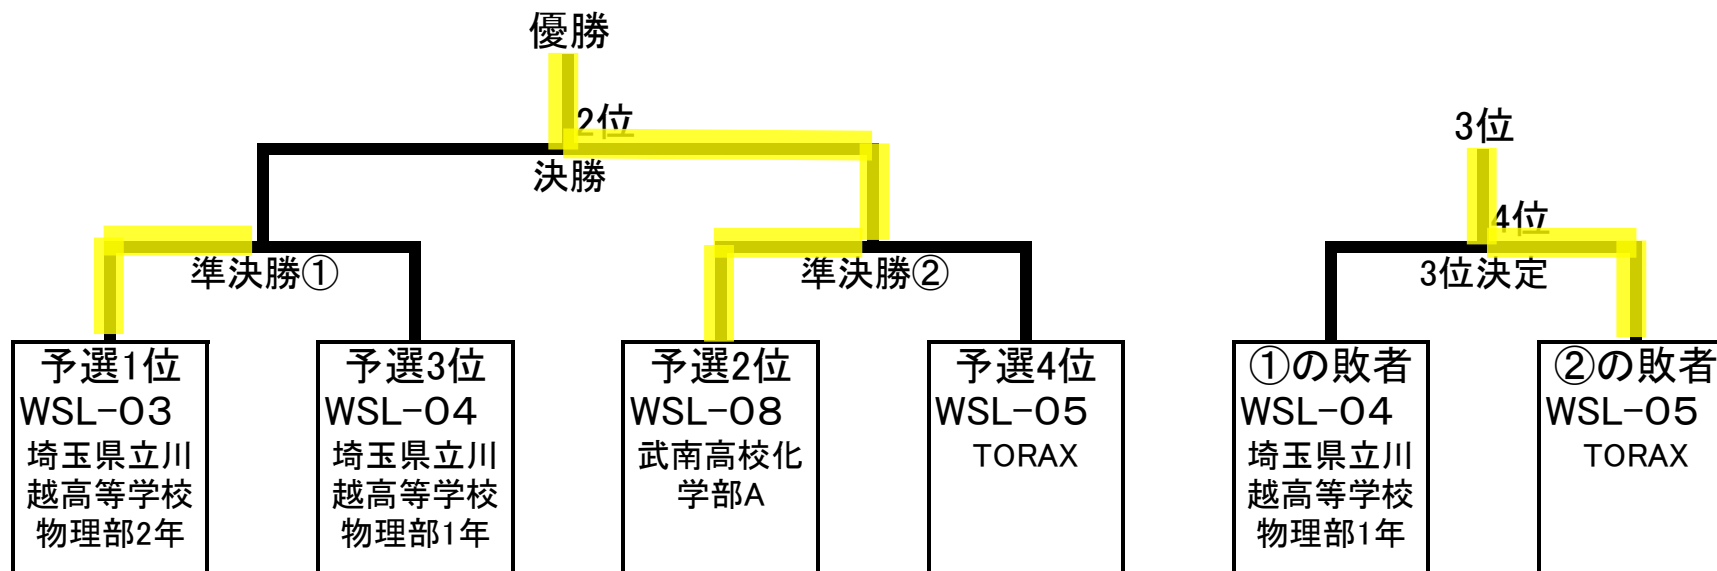 優勝
2位
決勝
3位
4位
準決勝①
準決勝②
3位決定
予選1位
WSL-03
埼玉県立川
越高等学校
物理部2年
予選3位
WSL-04
埼玉県立川
越高等学校
物理部1年
予選2位
WSL-08
武南高校化
学部A
予選4位
WSL-05
TORAX
①の敗者
WSL-04
埼玉県立川
越高等学校
物理部1年
②の敗者
WSL-05
TORAX